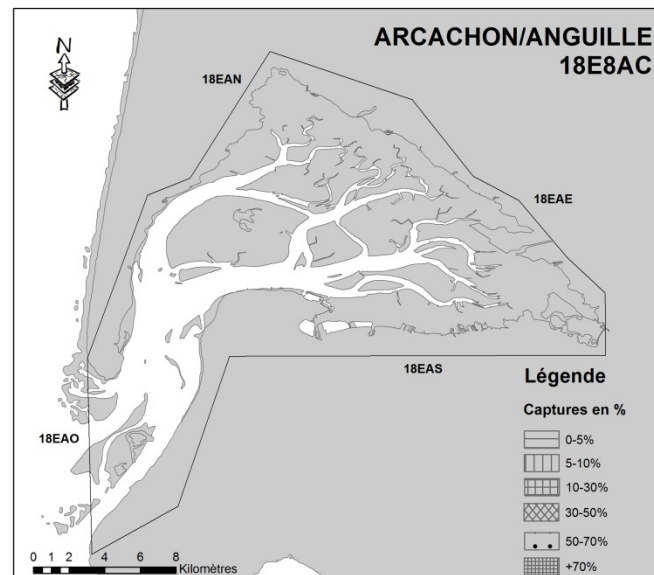 ARCACHON/ANGUILLE
18E8AC
N
18EAN
18EAE
18EAS
18EAO
Légende
Captures en %
0-5%
5-10%
10-30%
30-50%
50-70%
+70%
0 1 2 4 6 8
Kilomètres